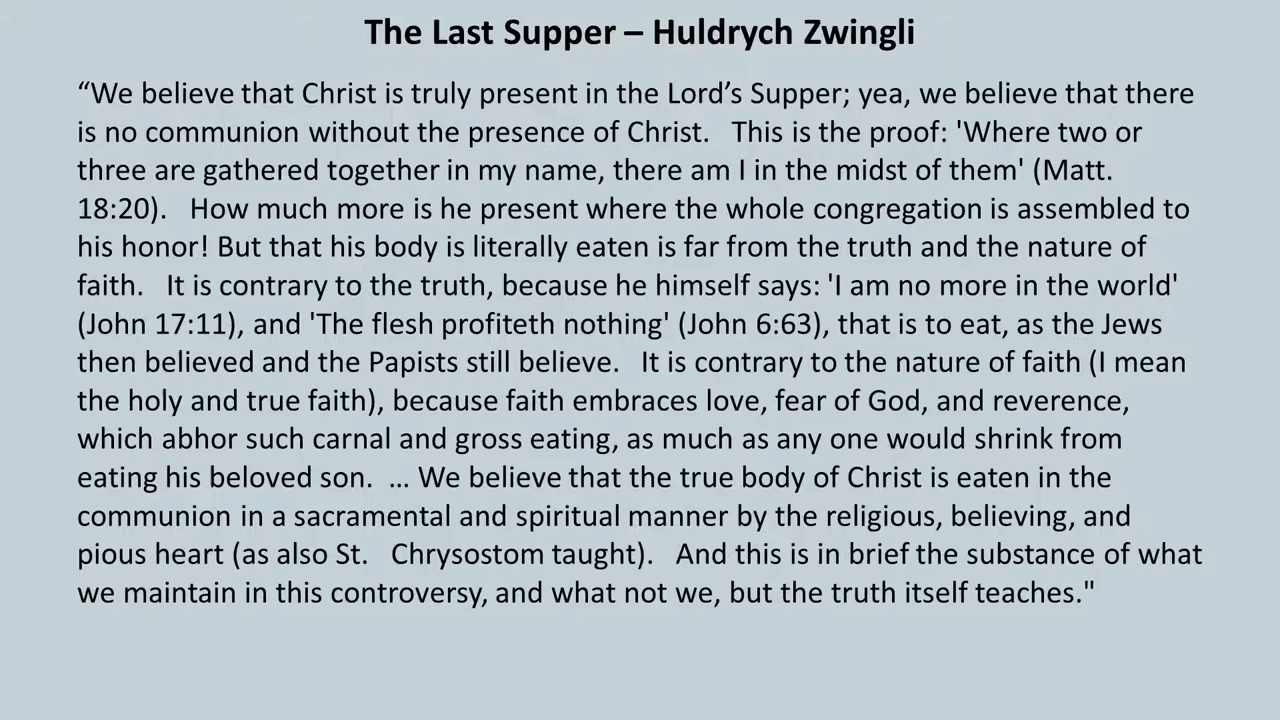 The Last Supper – Huldrych Zwingli
“We believe that Christ is truly present in the Lord’s Supper; yea, we believe that there
is no communion without the presence of Christ.   This is the proof: 'Where two or
three are gathered together in my name, there am I in the midst of them' (Matt.
18:20).   How much more is he present where the whole congregation is assembled to
his honor! But that his body is literally eaten is far from the truth and the nature of
faith.   It is contrary to the truth, because he himself says: 'I am no more in the world'
(John 17:11), and 'The flesh profiteth nothing' (John 6:63), that is to eat, as the Jews
then believed and the Papists still believe.   It is contrary to the nature of faith (I mean
the holy and true faith), because faith embraces love, fear of God, and reverence,
which abhor such carnal and gross eating, as much as any one would shrink from
eating his beloved son.  … We believe that the true body of Christ is eaten in the
communion in a sacramental and spiritual manner by the religious, believing, and
pious heart (as also St.   Chrysostom taught).   And this is in brief the substance of what
we maintain in this controversy, and what not we, but the truth itself teaches."